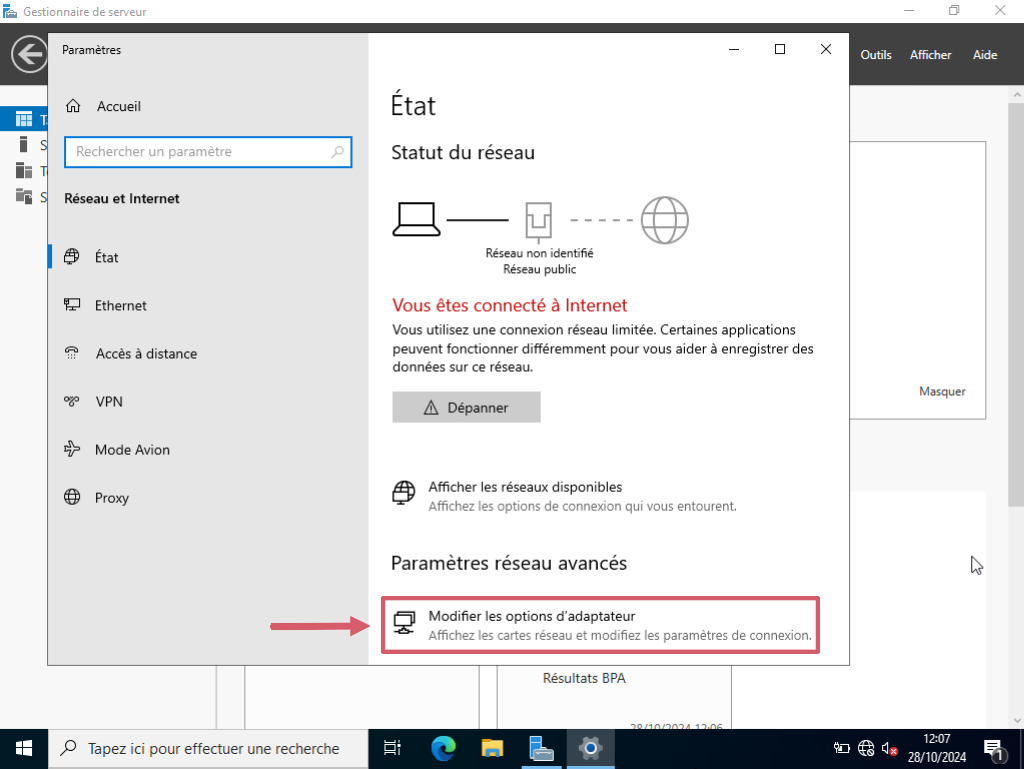 Gestionnaire de serveur
Outils Afficher Aide
Paramètres
Accueil
Rechercher un paramètre
Réseau et Internet
État
Ethernet
Accès à distance
VPN
Mode Avion
Proxy
État
Statut du réseau
Réseau non identifié
Réseau public
Vous êtes connecté à Internet
Vous utilisez une connexion réseau limitée. Certaines applications
peuvent fonctionner différemment pour vous aider à enregistrer des
données sur ce réseau.
Dépanner
Afficher les réseaux disponibles
Affichez les options de connexion qui vous entourent.
Paramètres réseau avancés
Modifier les options d'adaptateur
Affichez les cartes réseau et modifiez les paramètres de connexion.
Masquer
Résultats BPA
28/10/2024 12:06
Tapez ici pour effectuer une recherche
12:07
28/10/2024
1